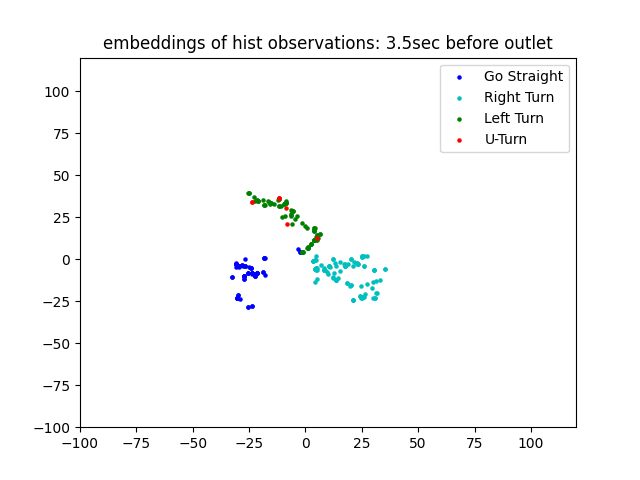 embeddings of hist observations: 3.5sec before outlet
Go Straight
Right Turn
Left Turn
U-Turn
100
75
50
25
0
−25
−50
−75
−100
−100 −75 −50 −25 0 25 50 75 100